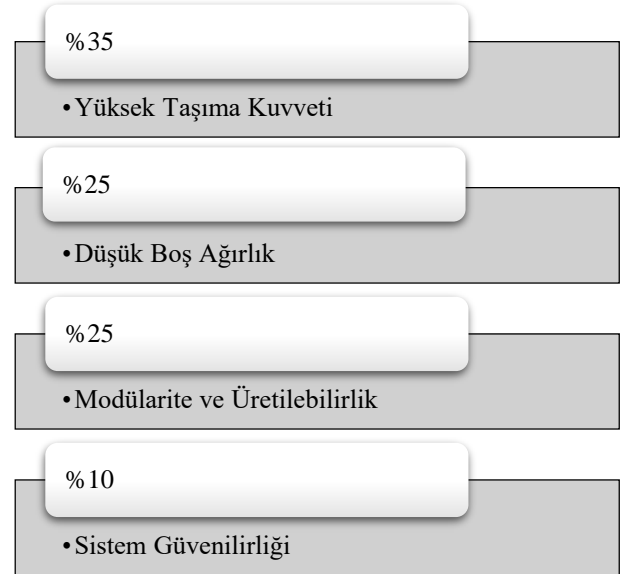 %35
•Yüksek Taşıma Kuvveti
%25
•Düşük Boş Ağırlık
%25
•Modülarite ve Üretilebilirlik
%10
•Sistem Güvenilirliği